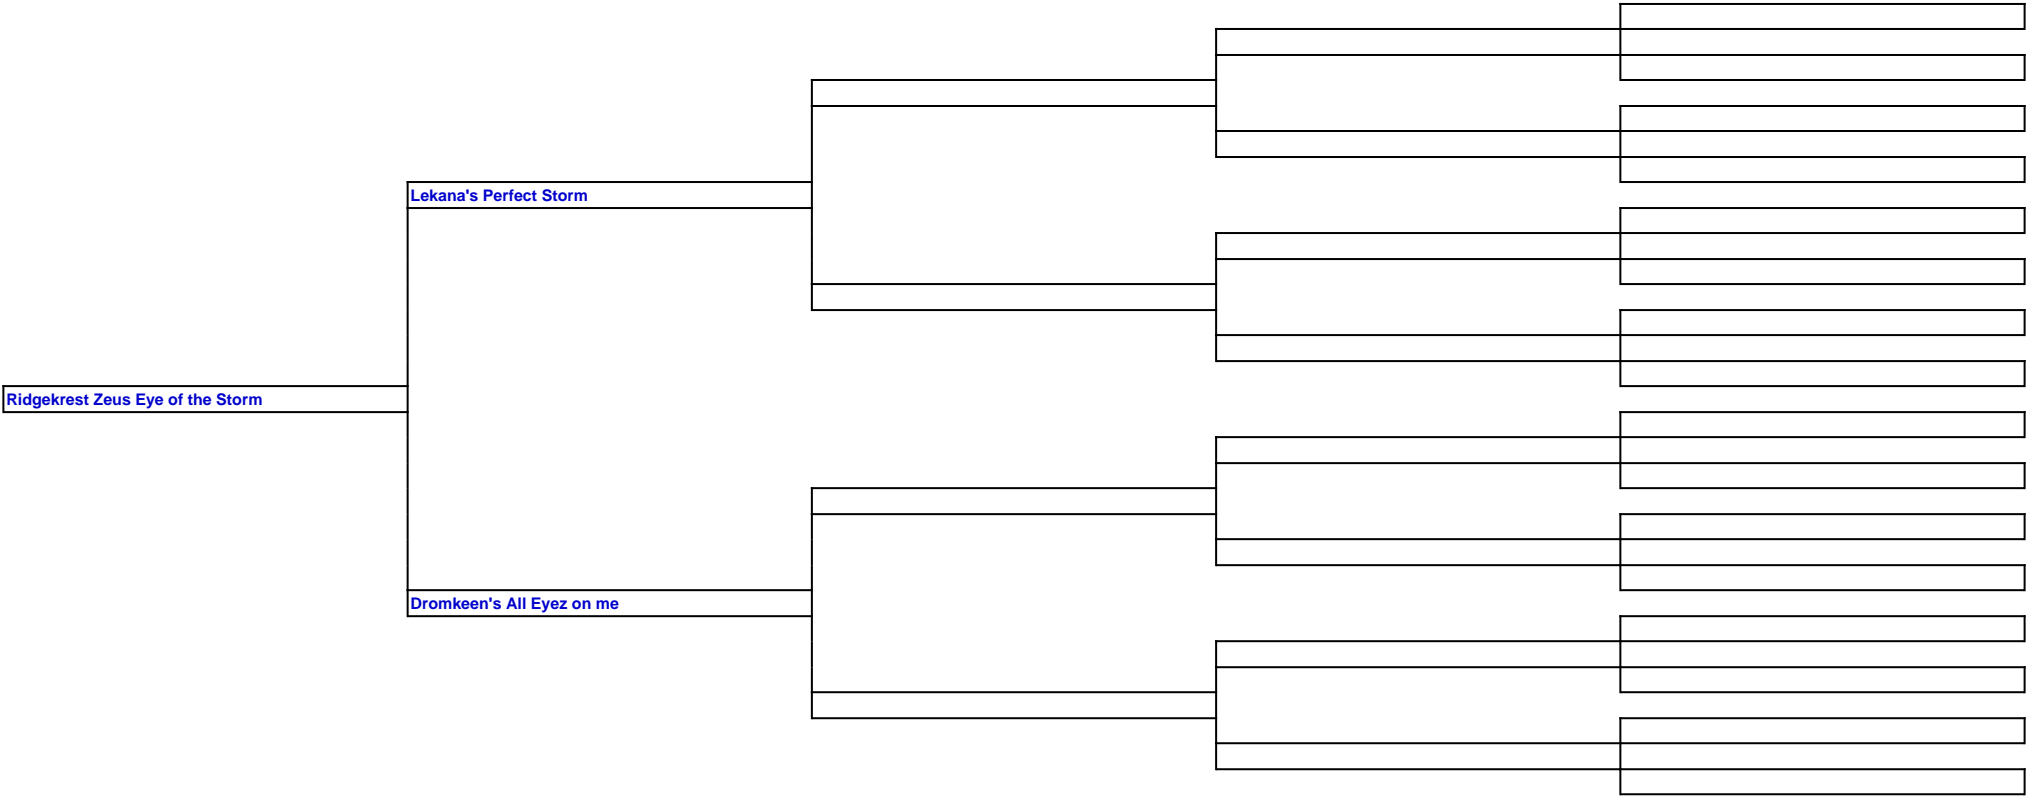 Lekana's Perfect Storm
Ridgekrest Zeus Eye of the Storm
Dromkeen's All Eyez on me